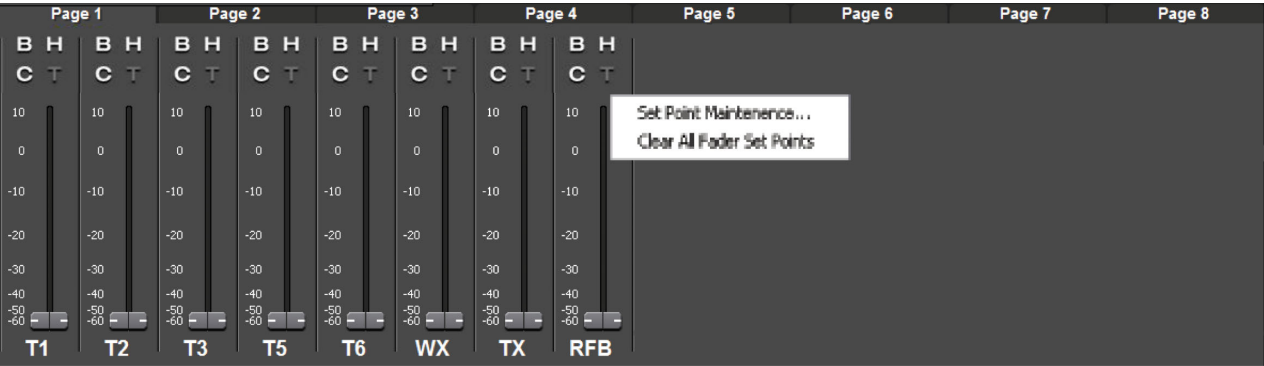 Page 1 Page 2 Page 3 Page 4 Page 5 Page 6 Page 7 Page 8
B H B H B H B H B H B H B H B H
C T C T C T C T C T C T C T C T
10 10 10 10 10 10 10 10
Set Point Maintenence...
Clear All Fader Set Points
0 0 0 0 0 0 0 0
-10 -10 -10 -10 -10 -10 -10 -10
-20 -20 -20 -20 -20 -20 -20 -20
-30 -30 -30 -30 -30 -30 -30 -30
-40 -40 -40 -40 -40 -40 -40 -40
-50 -50 -50 -50 -50 -50 -50 -50
-60 -60 -60 -60 -60 -60 -60 -60
T1 T2 T3 T5 T6 WX TX RFB